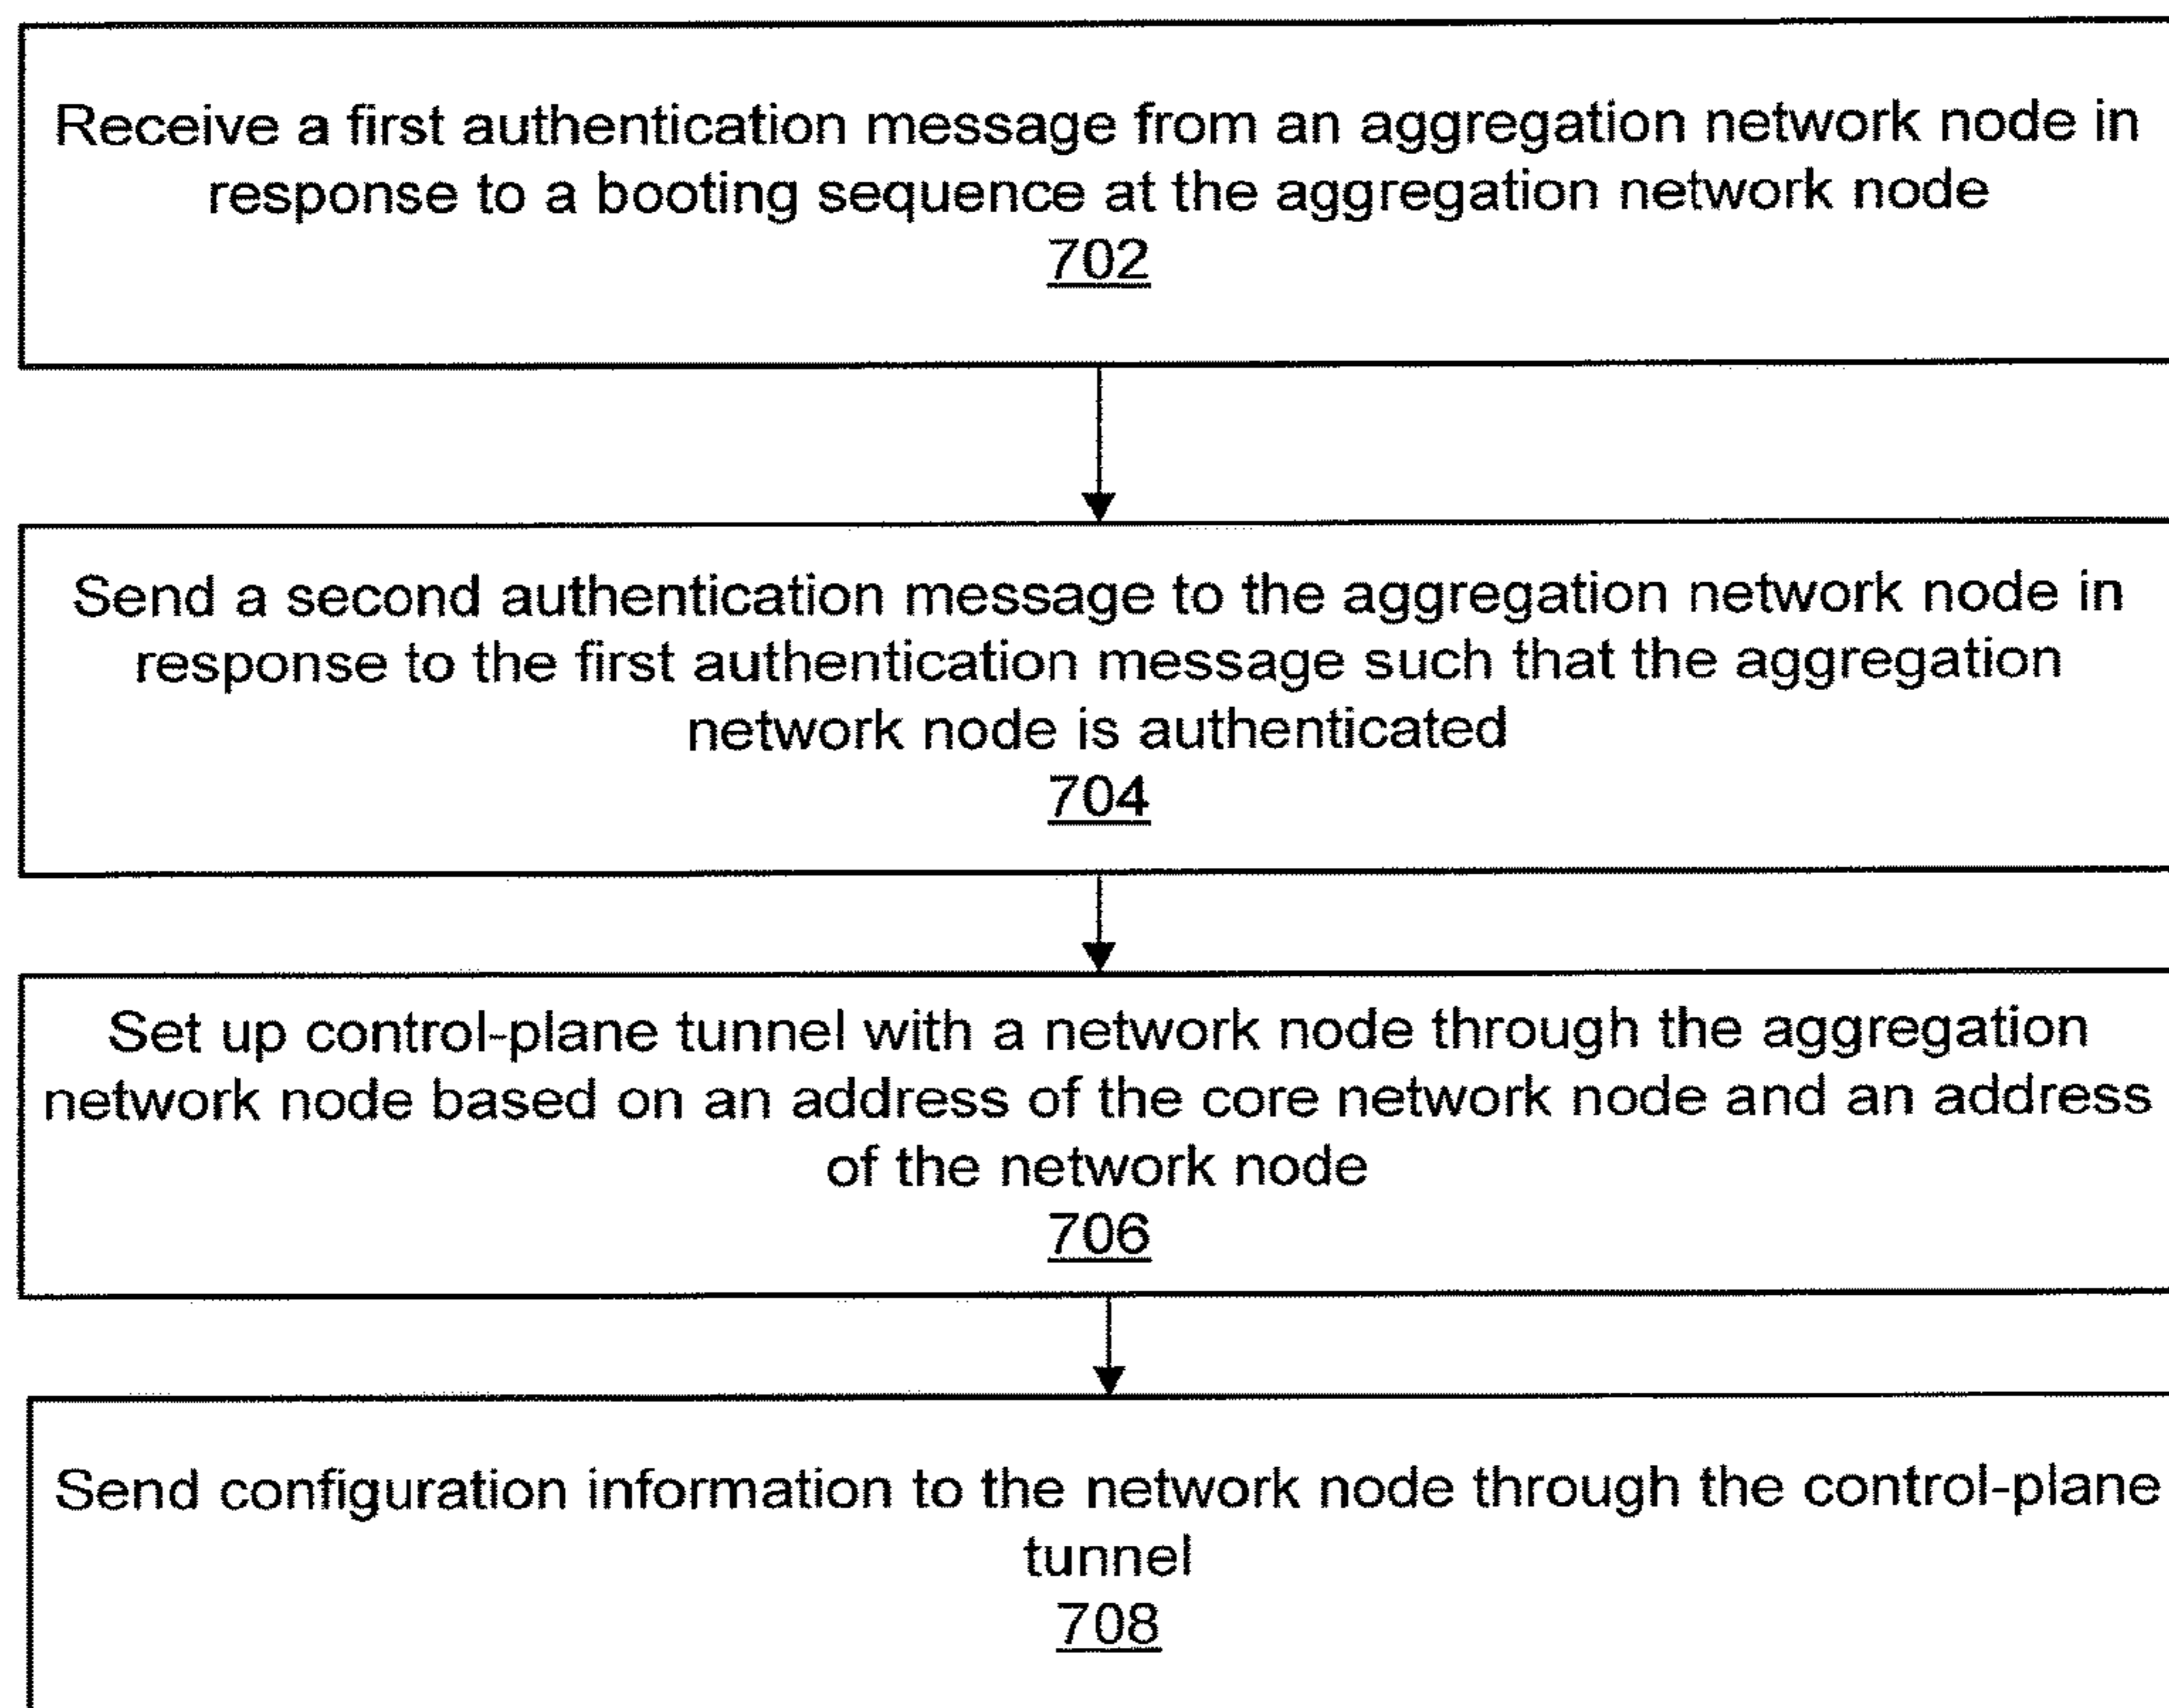 Receive a first authentication message from an aggregation network node in
response to a booting sequence at the aggregation network node
702
Send a second authentication message to the aggregation network node in
response to the first authentication message such that the aggregation
network node is authenticated
704
Set up control-plane tunnel with a network node through the aggregation
network node based on an address of the core network node and an address
of the network node
706
Send configuration information to the network node through the control-plane
tunnel
708